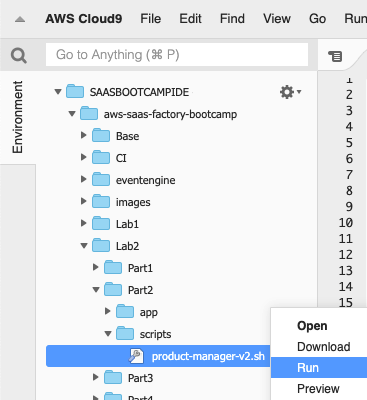 AWS Cloud9 File Edit Find View Go Run
Go to Anything (⌘ P)
Environment
SAASBOOTCAMPIDE
aws-saas-factory-bootcamp
Base
CI
eventengine
images
Lab1
Lab2
Part1
Part2
app
scripts
product-manager-v2.sh
Part3
Part4
1
2
3
4
5
6
7
8
9
10
11
12
13
14
15
Open
Download
Run
Preview